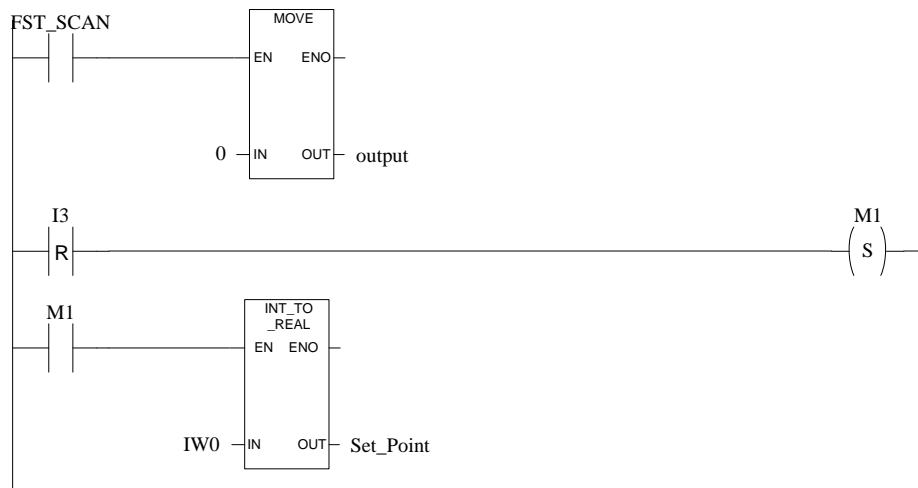 FST_SCAN
MOVE
EN ENO
0 IN OUT output
I3 M1
R S
M1
INT_TO
_REAL
EN ENO
IW0 IN OUT Set_Point